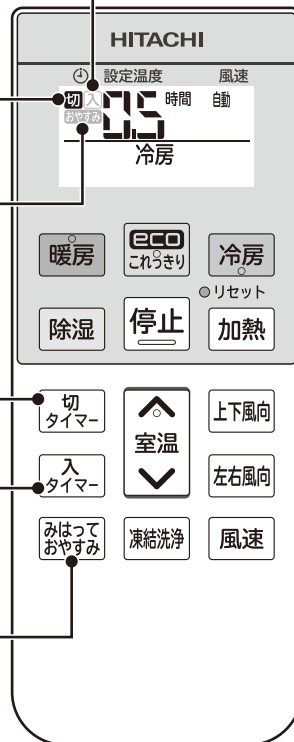 HITACHI
設定温度 風速
切 入 0.5 時間 自動
おやすみ
冷房
暖房 eco これっきり 冷房
リセット
除湿 停止 加熱
切タイマー 室温 上下風向
入タイマー 左右風向
みはっておやすみ 凍結洗浄 風速